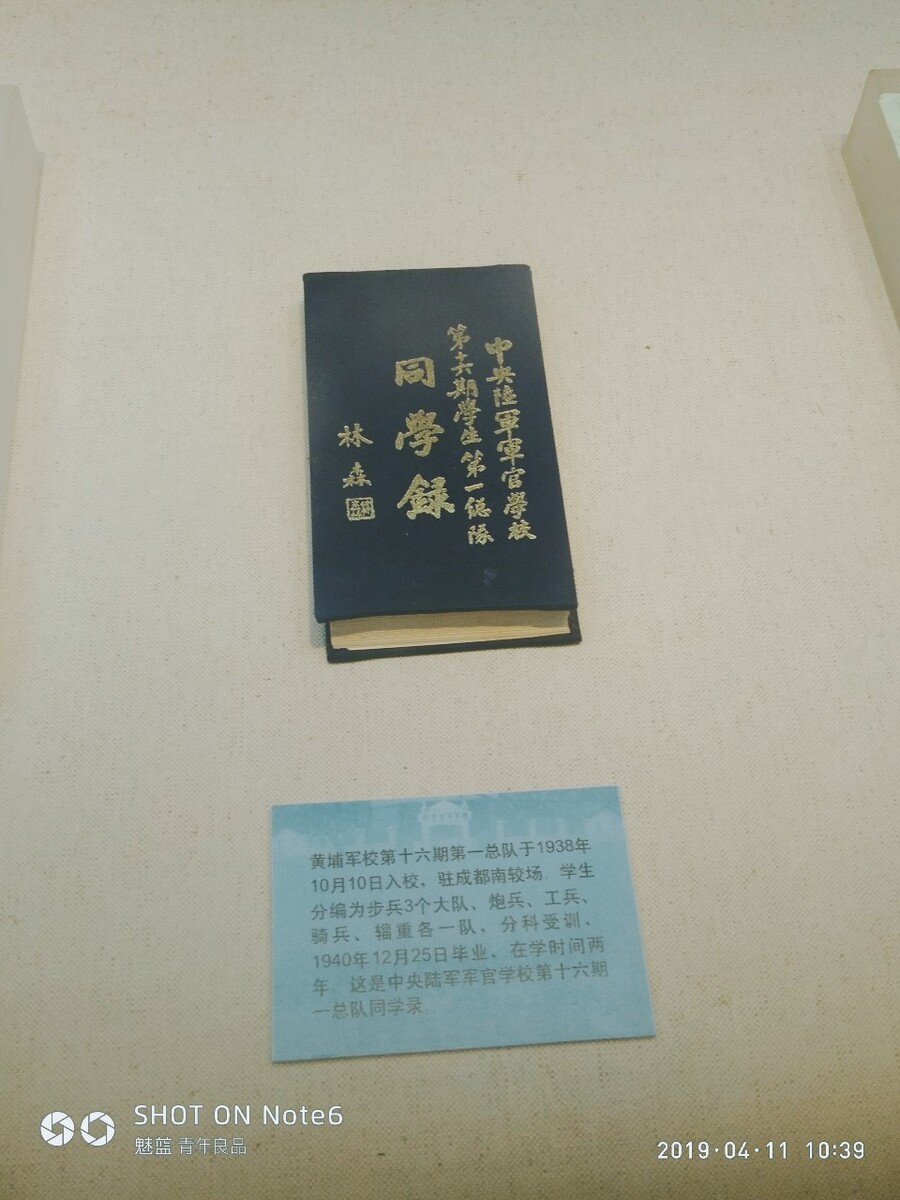 中央陸軍軍官學校
第十六期學生第一總隊
同學録
林森
黄埔军校第十六期第一总队于1938年
10月10日入校，驻成都南较场。学生
分编为步兵3个大队、炮兵、工兵、
骑兵、辎重各一队，分科受训，
1940年12月25日毕业，在学时间两
年。这是中央陆军军官学校第十六期
一总队同学录。
SHOT ON Note6
魅蓝 青年良品
2019·04·11 10:39